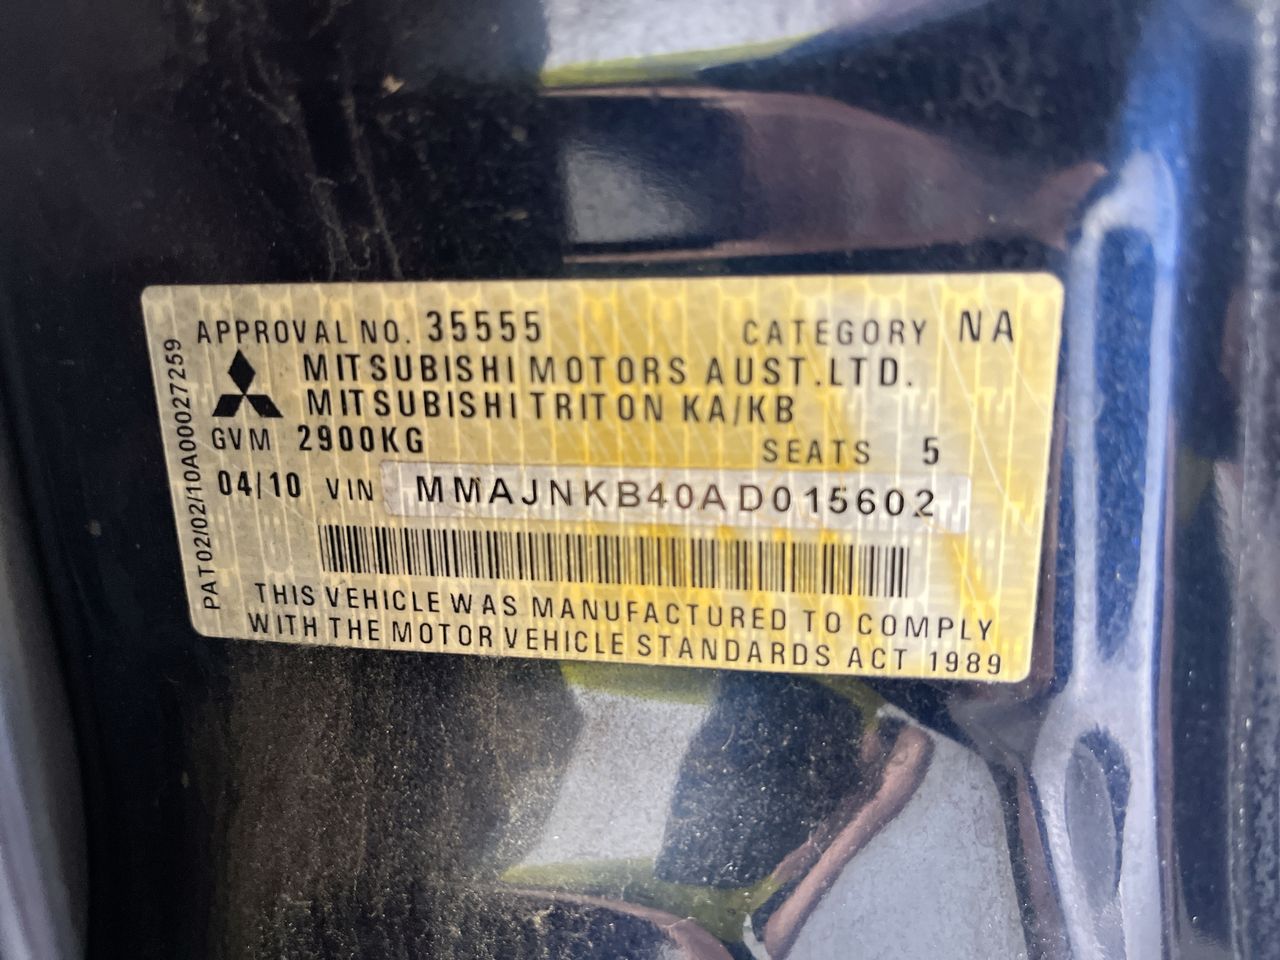 APPROVAL NO. 35555 CATEGORY NA
MITSUBISHI MOTORS AUST.LTD.
MITSUBISHI TRITON KA/KB
GVM 2900KG SEATS 5
04/10 VIN MMAJNKB40AD015602
THIS VEHICLE WAS MANUFACTURED TO COMPLY
WITH THE MOTOR VEHICLE STANDARDS ACT 1989
PAT02/02/10A00027259